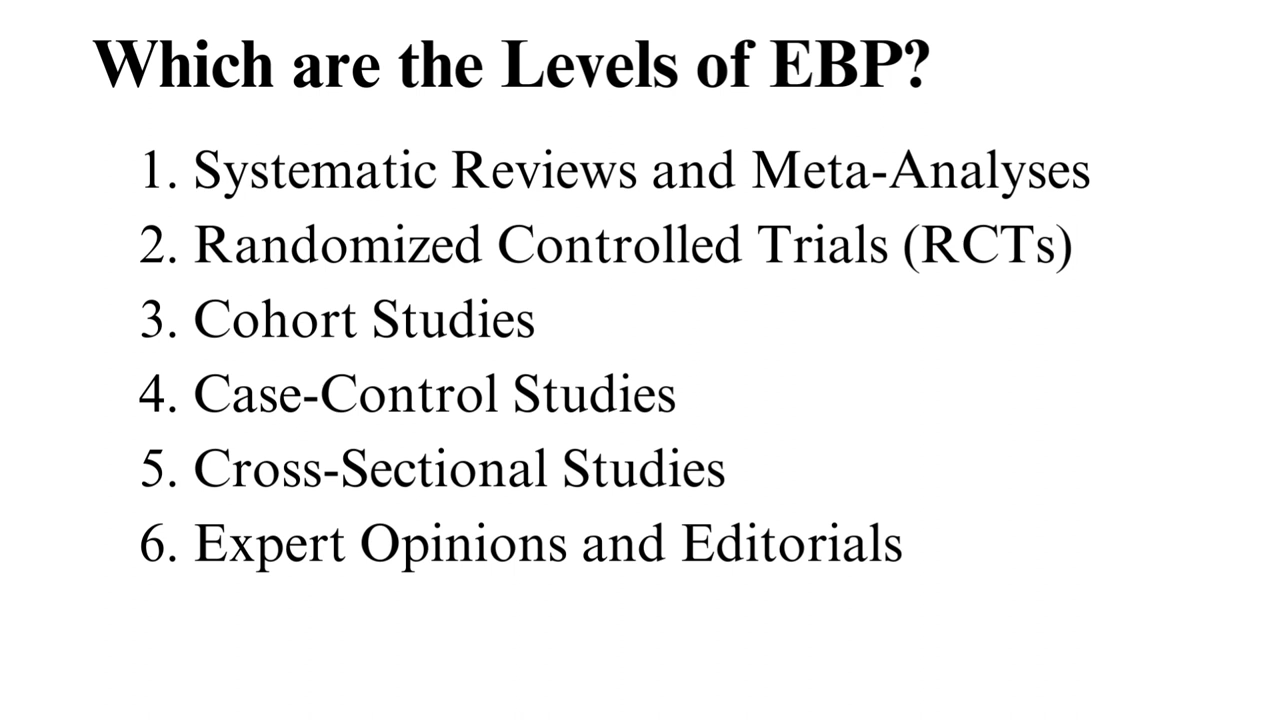 Which are the Levels of EBP?
1. Systematic Reviews and Meta-Analyses
2. Randomized Controlled Trials (RCTs)
3. Cohort Studies
4. Case-Control Studies
5. Cross-Sectional Studies
6. Expert Opinions and Editorials